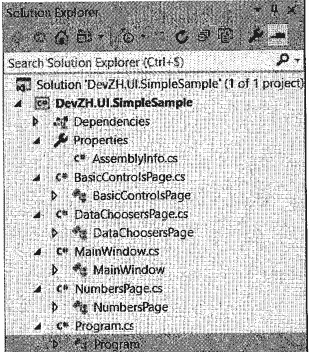 Solution Explorer
Search Solution Explorer (Ctrl+$)
Solution 'DevZH.UI.SimpleSample' (1 of 1 project)
DevZH.UI.SimpleSample
Dependencies
Properties
C# AssemblyInfo.cs
C# BasicControlsPage.cs
BasicControlsPage
C# DataChoosersPage.cs
DataChoosersPage
C# MainWindow.cs
MainWindow
C# NumbersPage.cs
NumbersPage
C# Program.cs
Program